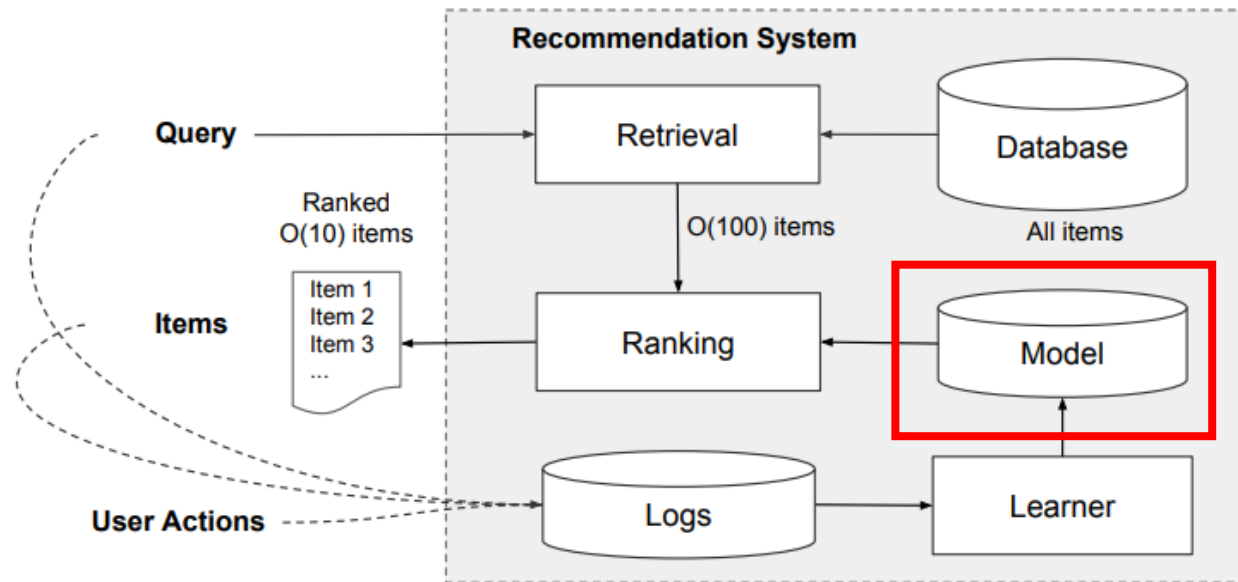 Recommendation System
Query
Retrieval
Database
Ranked
O(10) items
O(100) items
All items
Item 1
Item 2
Item 3
...
Items
Ranking
Model
User Actions
Logs
Learner